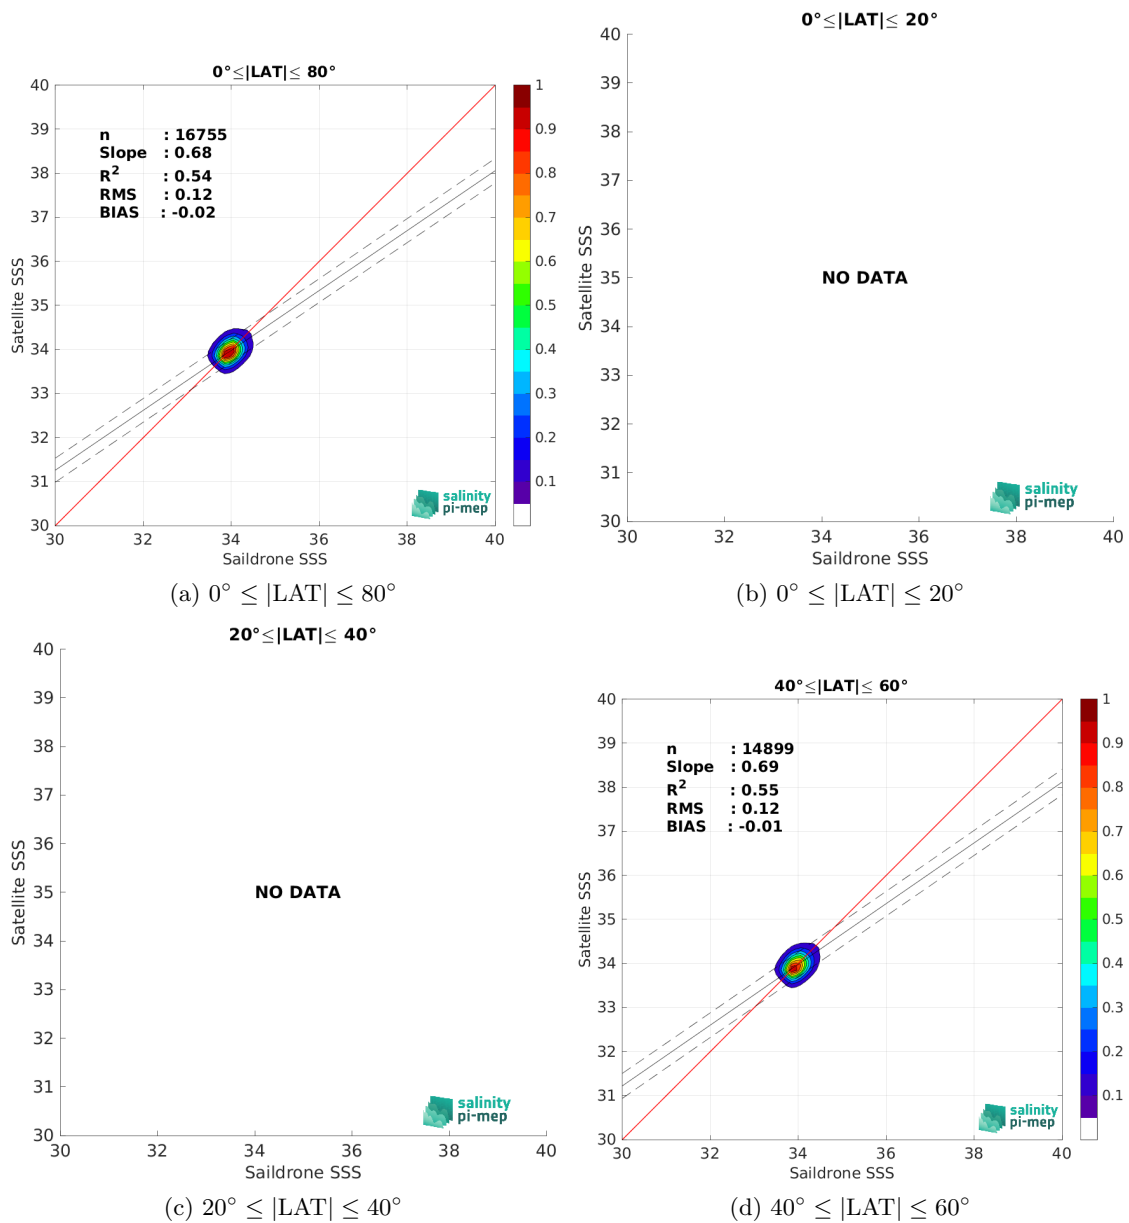 0°≤|LAT|≤ 80°
40
39
38
37
36
35
34
33
32
31
30
Satellite SSS
n : 16755
Slope : 0.68
R² : 0.54
RMS : 0.12
BIAS : -0.02
salinity
pi-mep
30 32 34 36 38 40
Saildrone SSS
1
0.9
0.8
0.7
0.6
0.5
0.4
0.3
0.2
0.1
(a) 0° ≤ |LAT| ≤ 80°
0°≤|LAT|≤ 20°
40
39
38
37
36
35
34
33
32
31
30
Satellite SSS
NO DATA
salinity
pi-mep
30 32 34 36 38 40
Saildrone SSS
(b) 0° ≤ |LAT| ≤ 20°
20°≤|LAT|≤ 40°
40
39
38
37
36
35
34
33
32
31
30
Satellite SSS
NO DATA
salinity
pi-mep
30 32 34 36 38 40
Saildrone SSS
(c) 20° ≤ |LAT| ≤ 40°
40°≤|LAT|≤ 60°
40
39
38
37
36
35
34
33
32
31
30
Satellite SSS
n : 14899
Slope : 0.69
R² : 0.55
RMS : 0.12
BIAS : -0.01
salinity
pi-mep
30 32 34 36 38 40
Saildrone SSS
1
0.9
0.8
0.7
0.6
0.5
0.4
0.3
0.2
0.1
(d) 40° ≤ |LAT| ≤ 60°